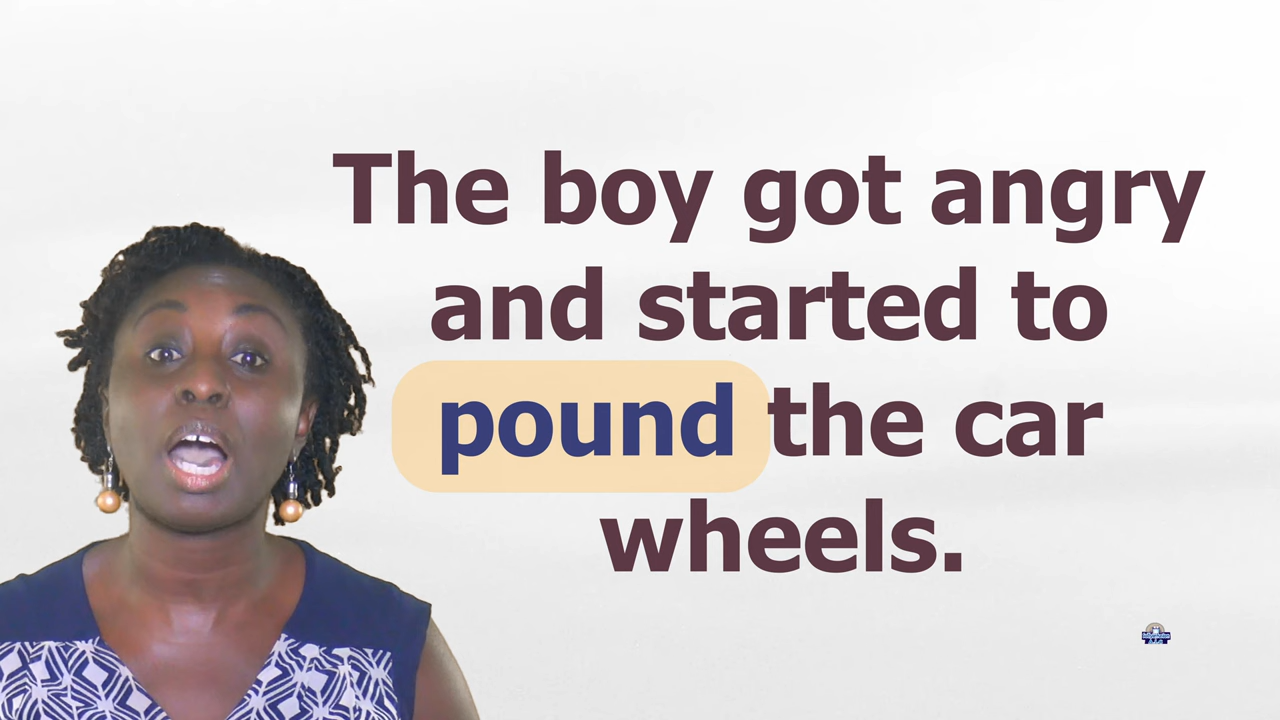 The boy got angry
and started to
pound the car
wheels.